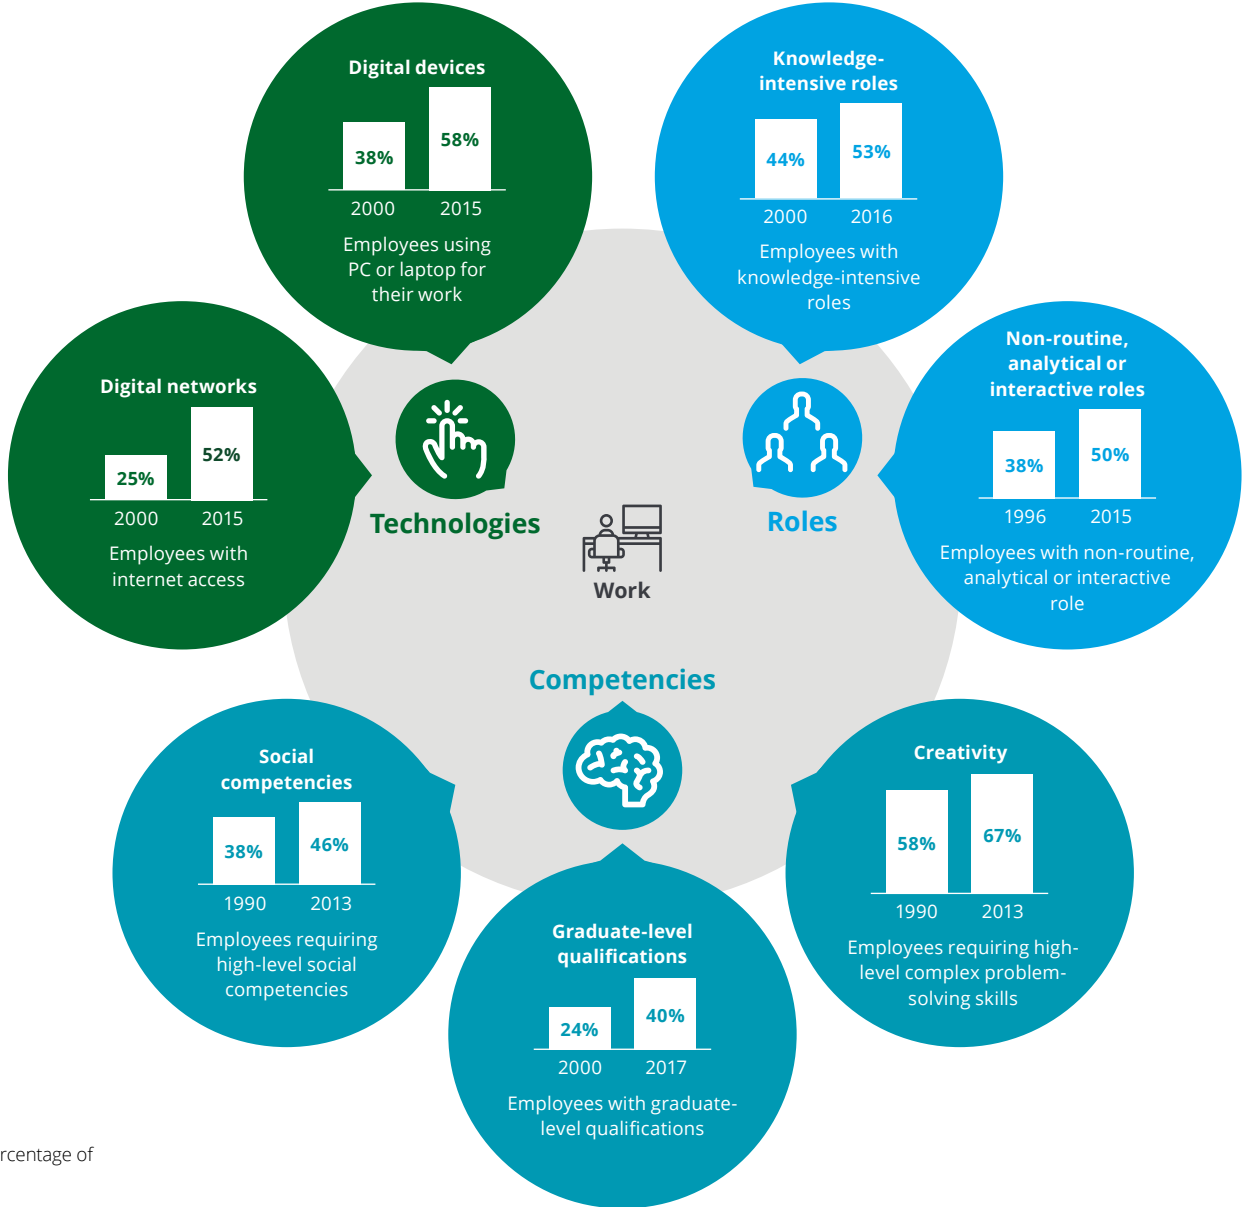 Digital devices
38%
58%
2000
2015
Employees using
PC or laptop for
their work
Knowledge-
intensive roles
44%
53%
2000
2016
Employees with
knowledge-intensive
roles
Digital networks
25%
52%
2000
2015
Employees with
internet access
Non-routine,
analytical or
interactive roles
38%
50%
1996
2015
Employees with non-routine,
analytical or interactive
role
Technologies
Roles
Work
Competencies
Social
competencies
38%
46%
1990
2013
Employees requiring
high-level social
competencies
Graduate-level
qualifications
24%
40%
2000
2017
Employees with graduate-
level qualifications
Creativity
58%
67%
1990
2013
Employees requiring high-
level complex problem-
solving skills
rcentage of